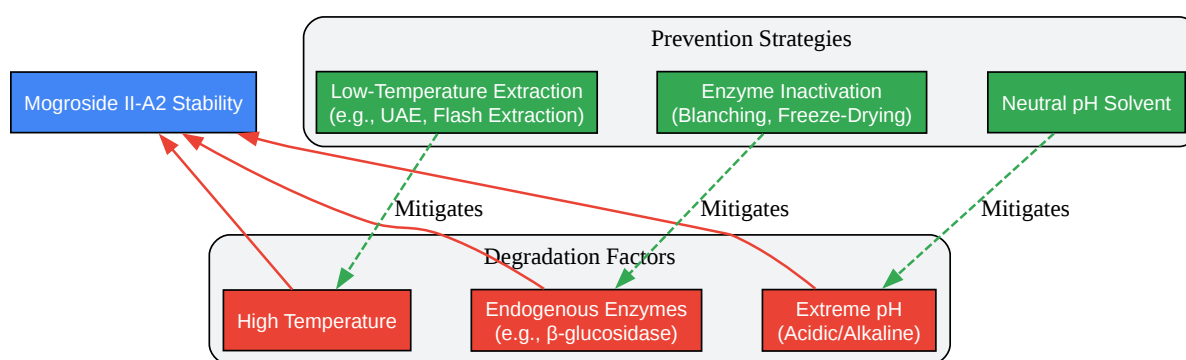 Prevention Strategies
Mogroside II-A2 Stability
Low-Temperature Extraction
(e.g., UAE, Flash Extraction)
Enzyme Inactivation
(Blanching, Freeze-Drying)
Neutral pH Solvent
Mitigates
Mitigates
Mitigates
Degradation Factors
High Temperature
Endogenous Enzymes
(e.g., β-glucosidase)
Extreme pH
(Acidic/Alkaline)